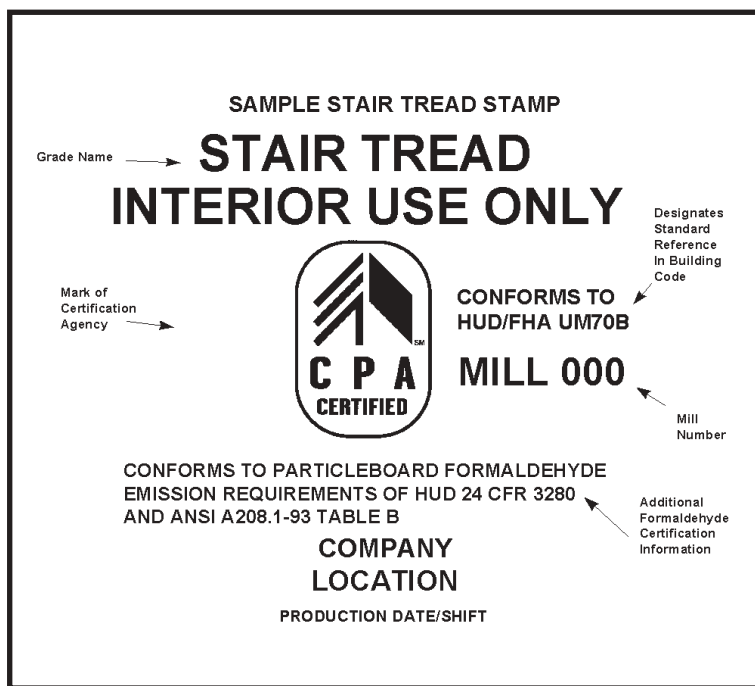 SAMPLE STAIR TREAD STAMP
Grade Name
STAIR TREAD
INTERIOR USE ONLY
Designates
Standard
Reference
In Building
Code
Mark of
Certification
Agency
CONFORMS TO
HUD/FHA UM70B
SM
C P A
CERTIFIED
MILL 000
Mill
Number
CONFORMS TO PARTICLEBOARD FORMALDEHYDE
EMISSION REQUIREMENTS OF HUD 24 CFR 3280
AND ANSI A208.1-93 TABLE B
Additional
Formaldehyde
Certification
Information
COMPANY
LOCATION
PRODUCTION DATE/SHIFT